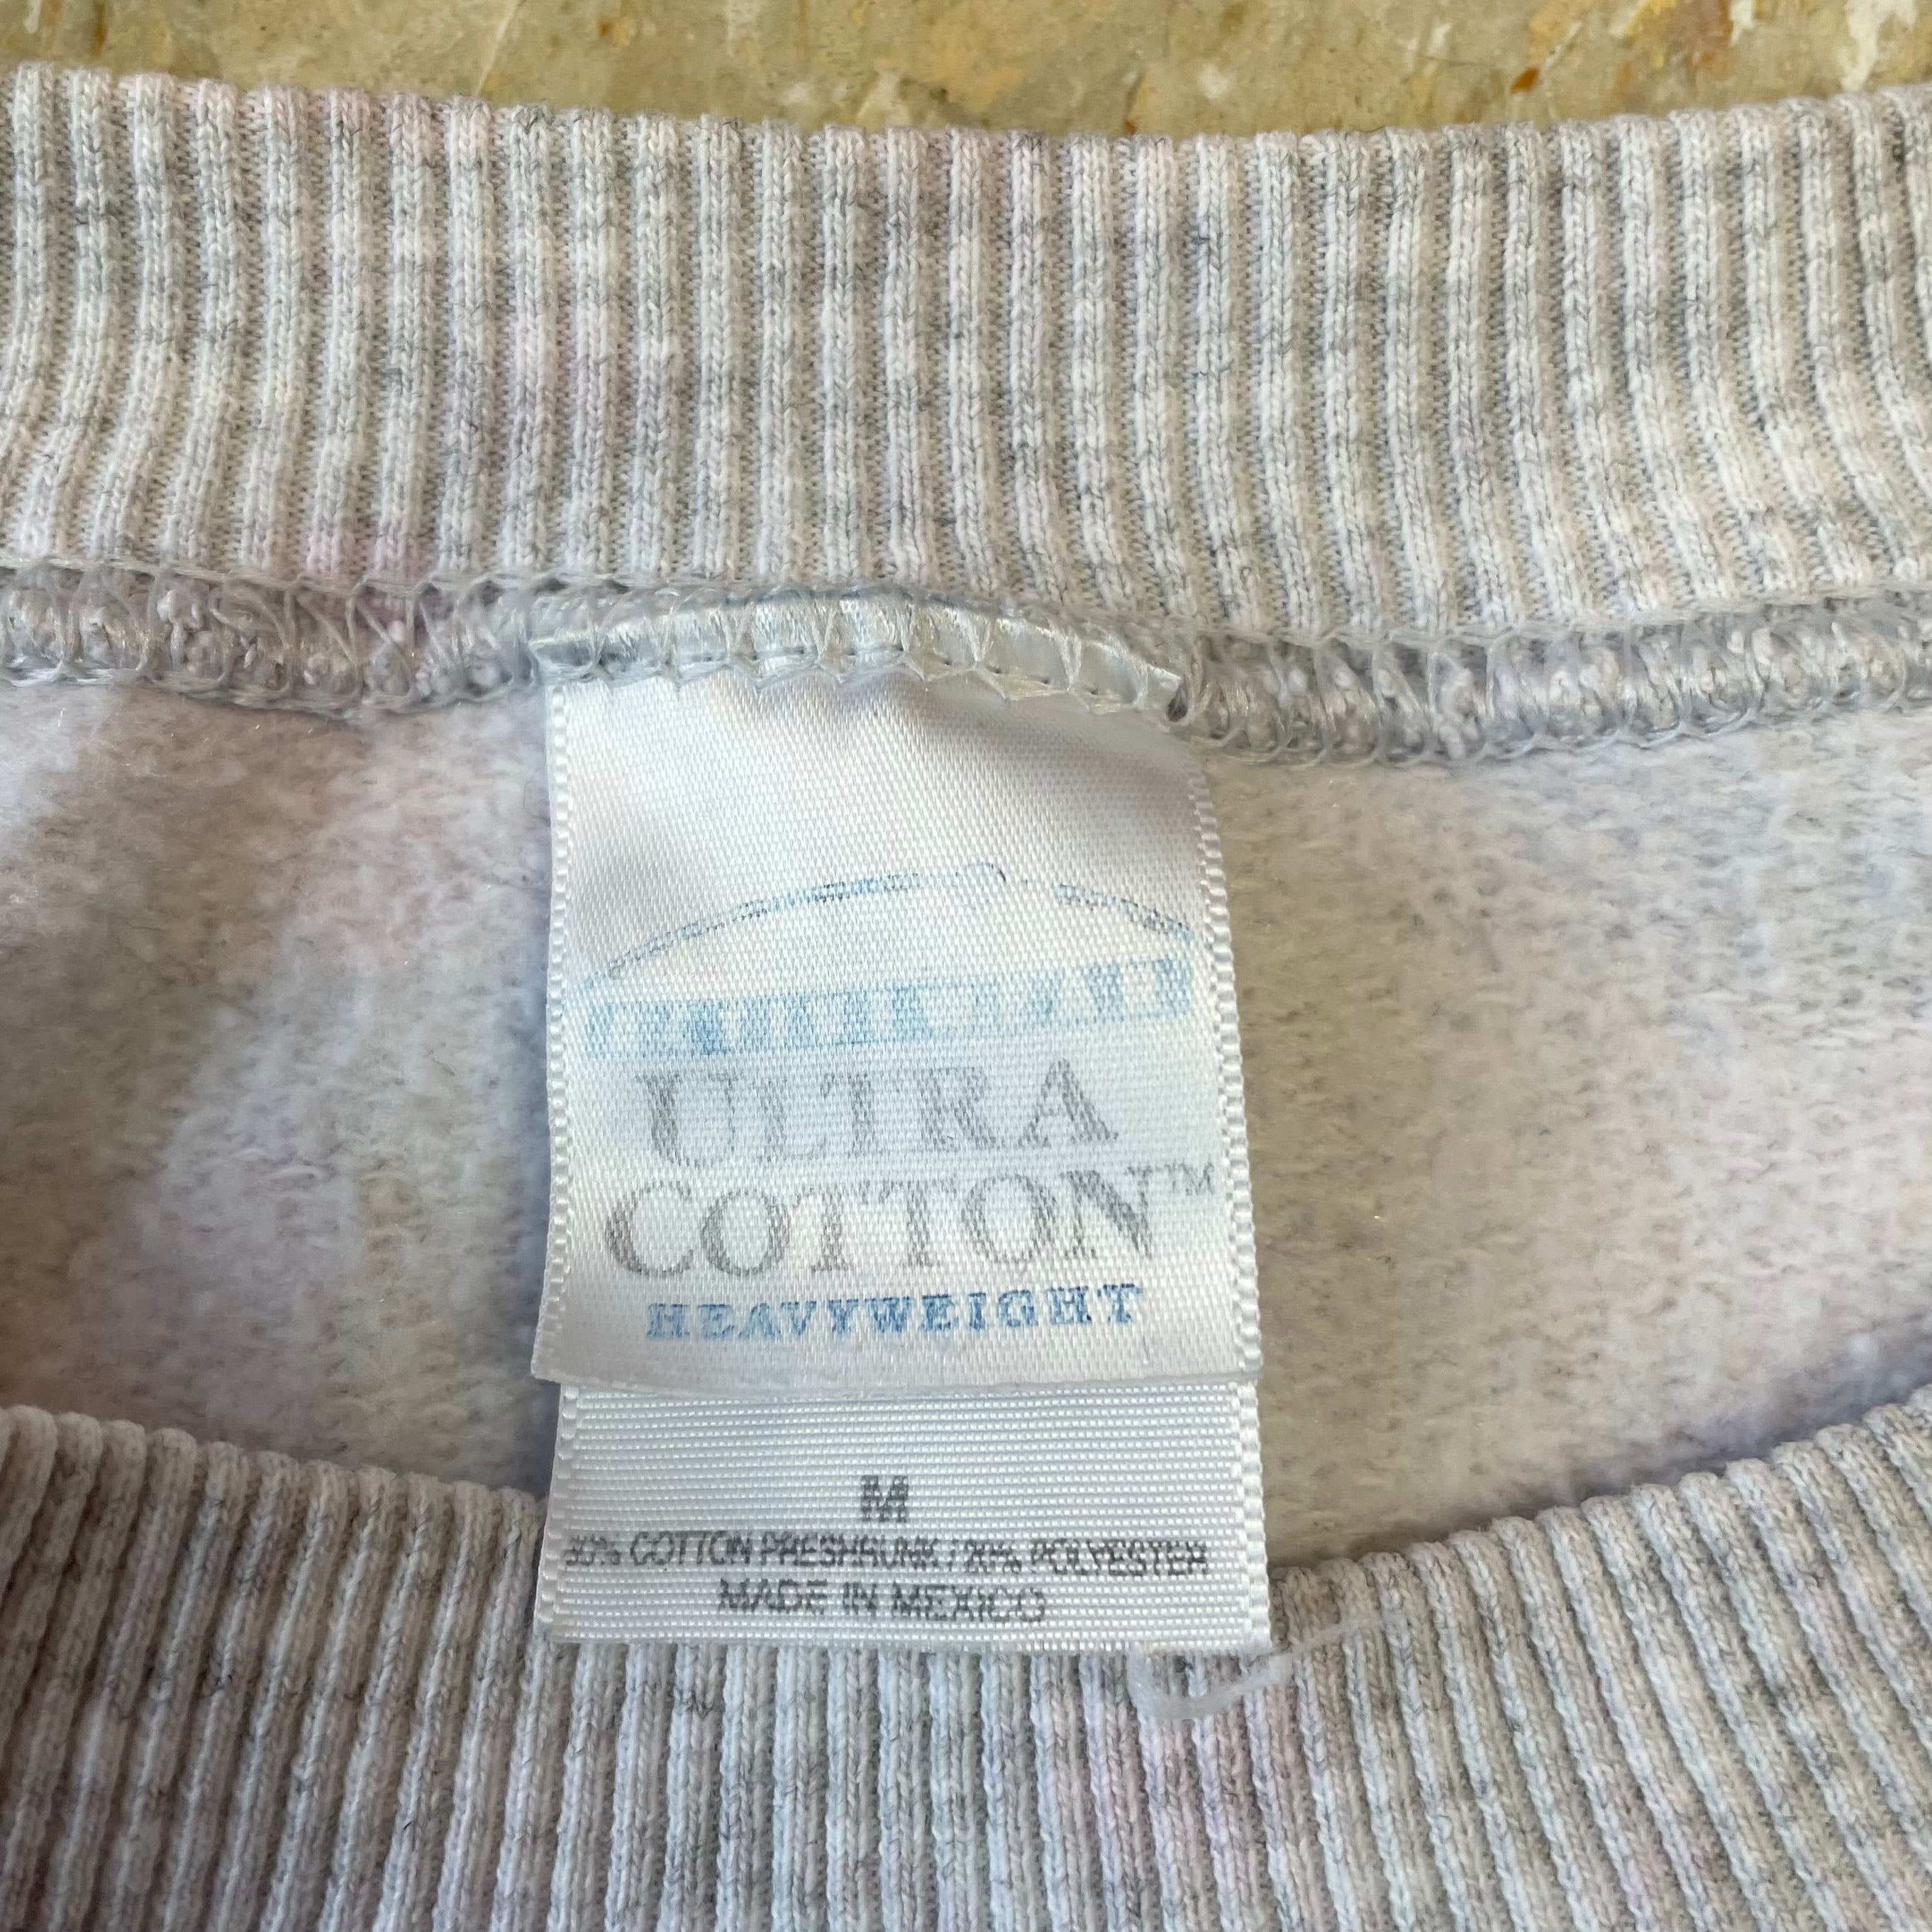 ULTRA
COTTON™
HEAVYWEIGHT
M
COTTON PRESHRUNK / POLYESTER
MADE IN MEXICO